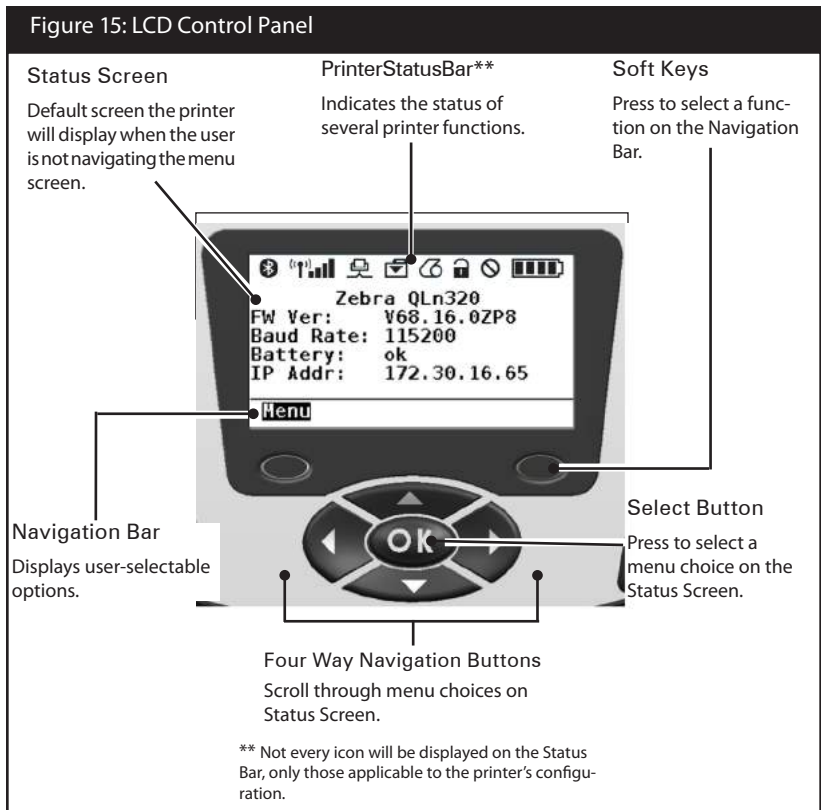 Figure 15: LCD Control Panel
Status Screen
Default screen the printer
will display when the user
is not navigating the menu
screen.
PrinterStatusBar**
Indicates the status of
several printer functions.
Soft Keys
Press to select a func-
tion on the Navigation
Bar.
Zebra QLn320
FW Ver: V68.16.0ZP8
Baud Rate: 115200
Battery: ok
IP Addr: 172.30.16.65
Menu
OK
Navigation Bar
Displays user-selectable
options.
Select Button
Press to select a
menu choice on the
Status Screen.
Four Way Navigation Buttons
Scroll through menu choices on
Status Screen.
** Not every icon will be displayed on the Status
Bar, only those applicable to the printer's configu-
ration.